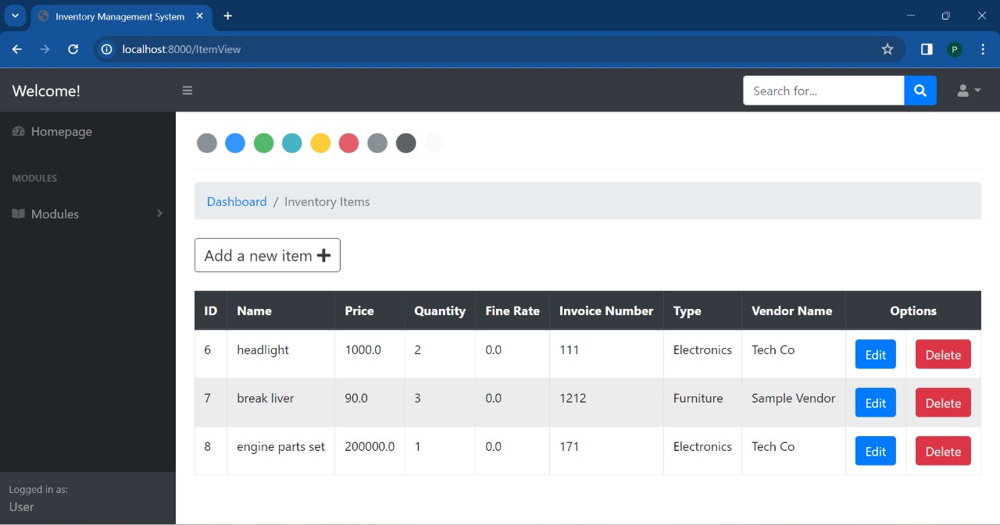 Inventory Management System
localhost:8000/ItemView
P
Welcome!
Search for...
Homepage
MODULES
Modules
Dashboard / Inventory Items
Add a new item
ID Name Price Quantity Fine Rate Invoice Number Type Vendor Name Options
6 headlight 1000.0 2 0.0 111 Electronics Tech Co Edit Delete
7 break liver 90.0 3 0.0 1212 Furniture Sample Vendor Edit Delete
8 engine parts set 200000.0 1 0.0 171 Electronics Tech Co Edit Delete
Logged in as:
User